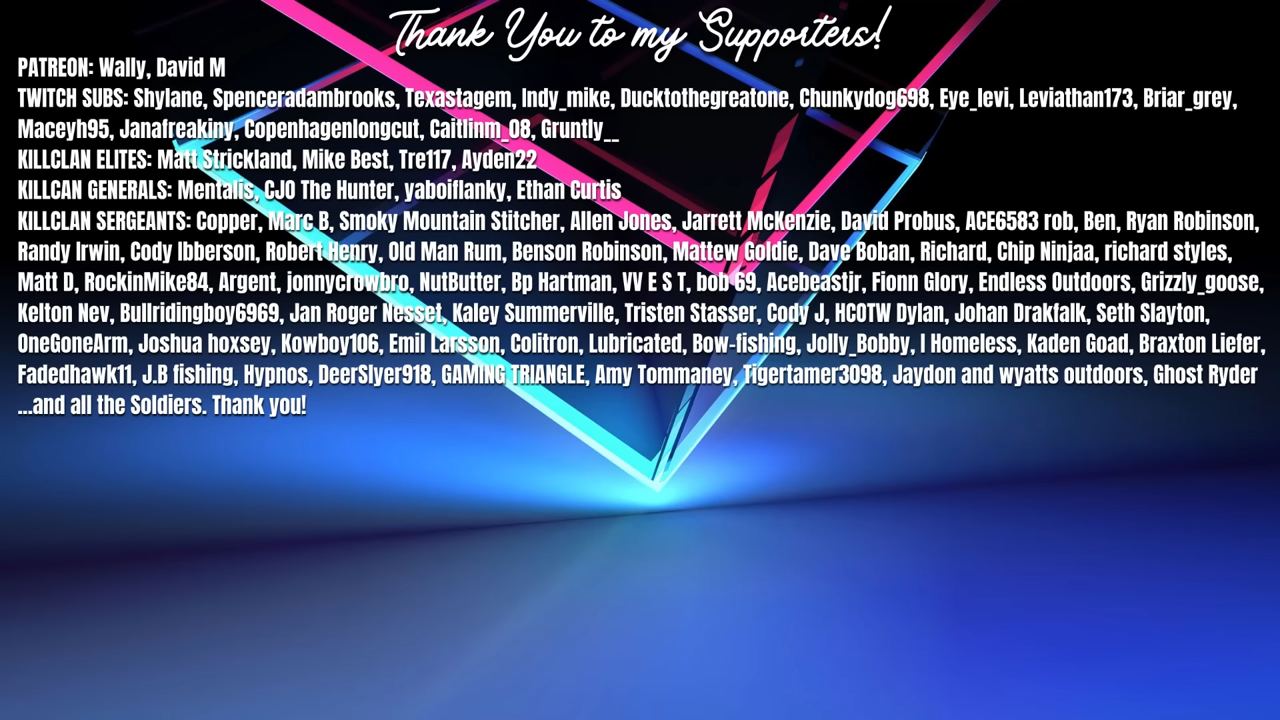 Thank You to my Supporters!
PATREON: Wally, David M
TWITCH SUBS: Shylane, Spenceradambrooks, Texastagem, Indy_mike, Ducktothegreatone, Chunkydog698, Eye_levi, Leviathan173, Briar_grey,
Maceyh95, Janafreakiny, Copenhagenlongcut, Caitlinm_08, Gruntly__
KILLCLAN ELITES: Matt Strickland, Mike Best, Tre117, Ayden22
KILLCAN GENERALS: Mentalis, CJO The Hunter, yaboiflanky, Ethan Curtis
KILLCLAN SERGEANTS: Copper, Marc B, Smoky Mountain Stitcher, Allen Jones, Jarrett McKenzie, David Probus, ACE6583 rob, Ben, Ryan Robinson,
Randy Irwin, Cody Ibberson, Robert Henry, Old Man Rum, Benson Robinson, Mattew Goldie, Dave Boban, Richard, Chip Ninjaa, richard styles,
Matt D, RockinMike84, Argent, jonnycrowbro, NutButter, Bp Hartman, VV E S T, bob 69, Acebeastjr, Fionn Glory, Endless Outdoors, Grizzly_goose,
Kelton Nev, Bullridingboy6969, Jan Roger Nesset, Kaley Summerville, Tristen Stasser, Cody J, HCOTW Dylan, Johan Drakfalk, Seth Slayton,
OneGoneArm, Joshua hoxsey, Kowboy106, Emil Larsson, Colitron, Lubricated, Bow-fishing, Jolly_Bobby, I Homeless, Kaden Goad, Braxton Liefer,
Fadedhawk11, J.B fishing, Hypnos, DeerSlyer918, GAMING TRIANGLE, Amy Tommaney, Tigertamer3098, Jaydon and wyatts outdoors, Ghost Ryder
...and all the Soldiers. Thank you!